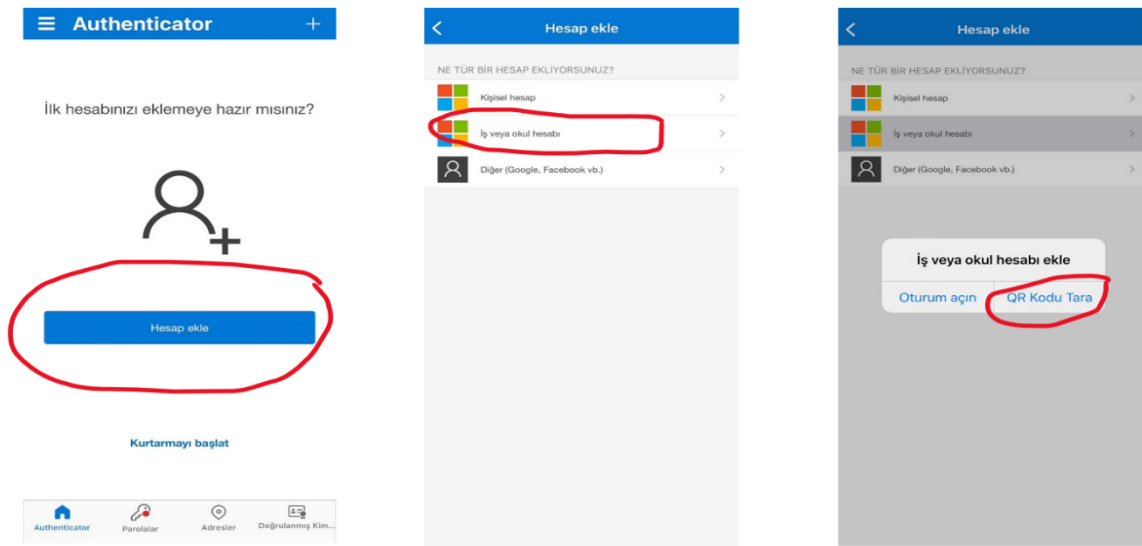 Authenticator
İlk hesabınızı eklemeye hazır mısınız?
Hesap ekle
Kurtarmayı başlat
Authenticator
Parolalar
Adresler
Doğrulanmış Kim...
Hesap ekle
NE TÜR BİR HESAP EKLİYORSUNUZ?
Kişisel hesap
İş veya okul hesabı
Diğer (Google, Facebook vb.)
Hesap ekle
NE TÜR BİR HESAP EKLİYORSUNUZ?
Kişisel hesap
İş veya okul hesabı
Diğer (Google, Facebook vb.)
İş veya okul hesabı ekle
Oturum açın
QR Kodu Tara